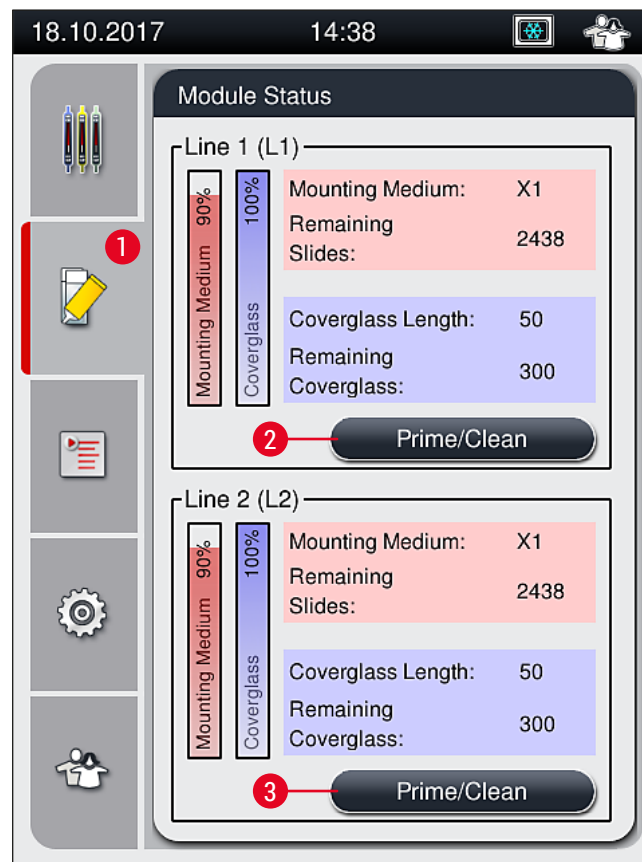 18.10.2017 14:38
Module Status
1
Line 1 (L1)
Mounting Medium 90%
Coverglass 100%
Mounting Medium: X1
Remaining
Slides: 2438
Coverglass Length: 50
Remaining
Coverglass: 300
2 Prime/Clean
Line 2 (L2)
Mounting Medium 90%
Coverglass 100%
Mounting Medium: X1
Remaining
Slides: 2438
Coverglass Length: 50
Remaining
Coverglass: 300
3 Prime/Clean